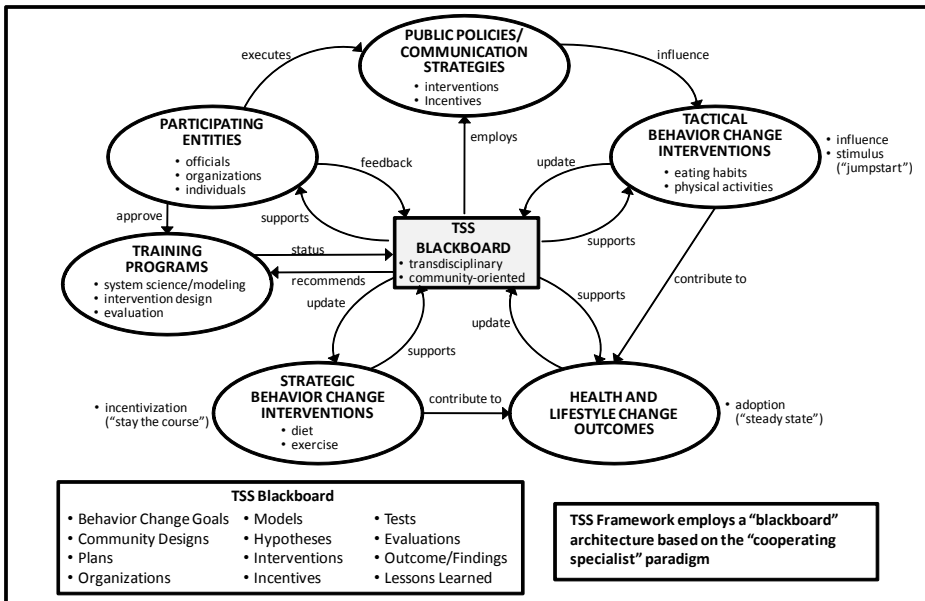 PUBLIC POLICIES/
COMMUNICATION
STRATEGIES
• interventions
• Incentives
executes
influence
PARTICIPATING
ENTITIES
• officials
• organizations
• individuals
employs
TACTICAL
BEHAVIOR CHANGE
INTERVENTIONS
• eating habits
• physical activities
• influence
• stimulus
("jumpstart")
feedback
update
approve
supports
supports
TSS
BLACKBOARD
• transdisciplinary
• community-oriented
TRAINING
PROGRAMS
• system science/modeling
• intervention design
• evaluation
status
recommends
update
supports
update
supports
contribute to
STRATEGIC
BEHAVIOR CHANGE
INTERVENTIONS
• diet
• exercise
• incentivization
("stay the course")
contribute to
HEALTH AND
LIFESTYLE CHANGE
OUTCOMES
• adoption
("steady state")
TSS Blackboard
• Behavior Change Goals
• Community Designs
• Plans
• Organizations
• Models
• Hypotheses
• Interventions
• Incentives
• Tests
• Evaluations
• Outcome/Findings
• Lessons Learned
TSS Framework employs a "blackboard"
architecture based on the "cooperating
specialist" paradigm